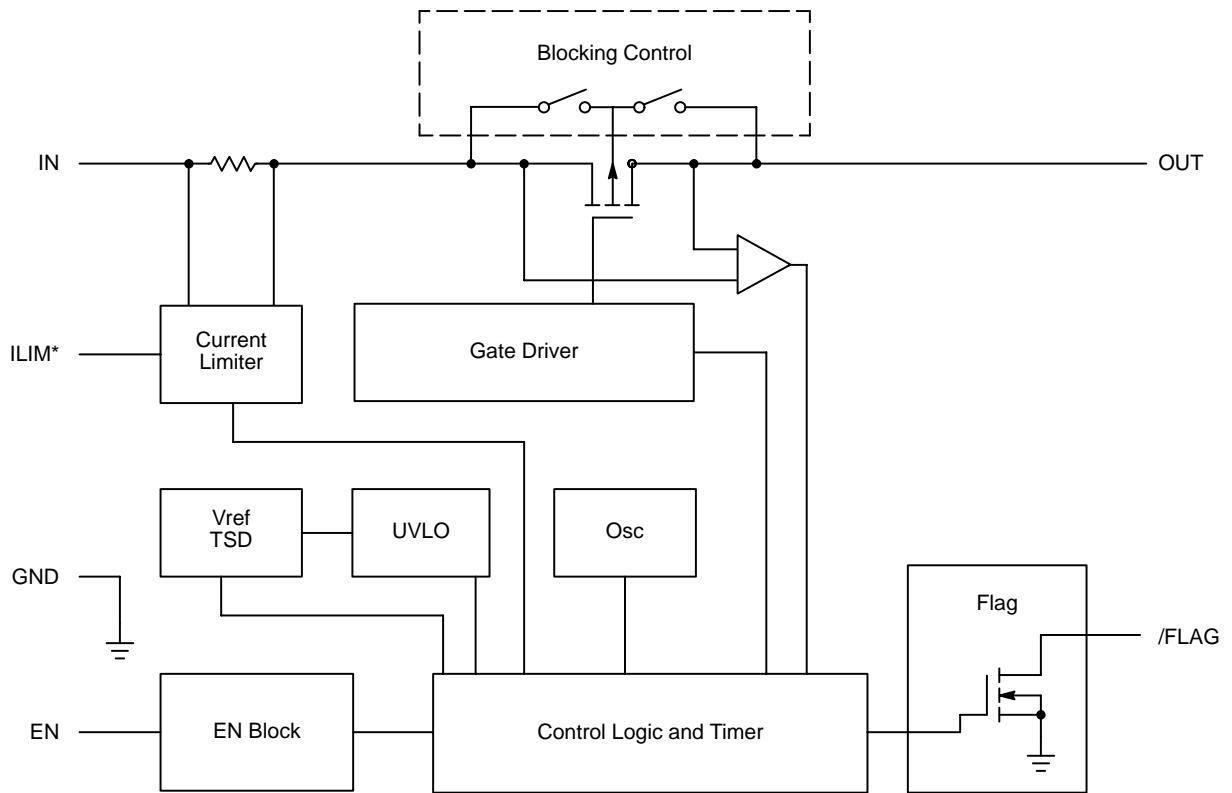 Blocking Control
IN
OUT
ILIM*
Current
Limiter
Gate Driver
Vref
TSD
UVLO
Osc
GND
Flag
/FLAG
EN
EN Block
Control Logic and Timer